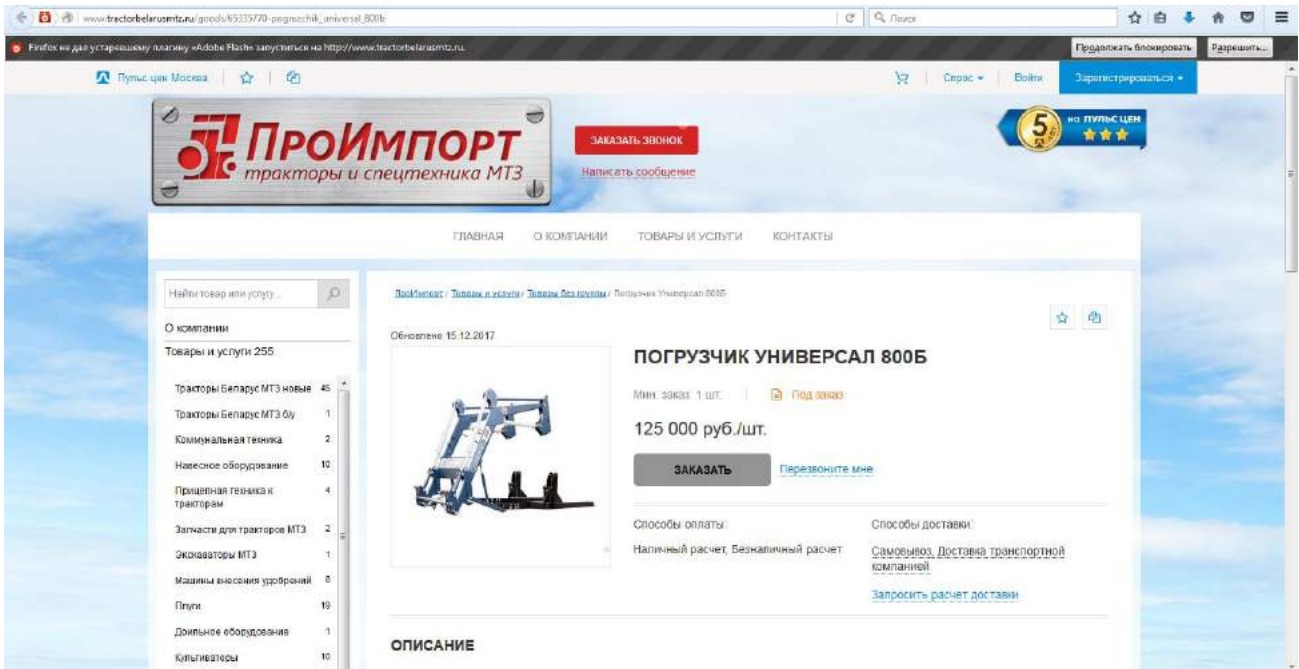 www.tractorbelarusmtz.ru/goods/65335770-pogruzchik_universal_800b
Поиск
Firefox не дал устаревшему плагину «Adobe Flash» запуститься на http://www.tractorbelarusmtz.ru.
Продолжать блокировать
Разрешить...
Пульс цен Москва
Спрос
Войти
Зарегистрироваться
ПроИмпорт
тракторы и спецтехника МТЗ
ЗАКАЗАТЬ ЗВОНОК
Написать сообщение
5
на ПУЛЬС ЦЕН
ГЛАВНАЯ О КОМПАНИИ ТОВАРЫ И УСЛУГИ КОНТАКТЫ
Найти товар или услугу...
О компании
Товары и услуги 255
Тракторы Беларус МТЗ новые 45
Тракторы Беларус МТЗ б/у 1
Коммунальная техника 2
Навесное оборудование 10
Прицепная техника к
тракторам 4
Запчасти для тракторов МТЗ 2
Экскаваторы МТЗ 1
Машины внесения удобрений 8
Плуги 19
Доильное оборудование 1
Культиваторы 10
ПроИмпорт / Товары и услуги / Товары без группы / Погрузчик Универсал 800Б
Обновлено 15.12.2017
ПОГРУЗЧИК УНИВЕРСАЛ 800Б
Мин. заказ: 1 шт. Под заказ
125 000 руб./шт.
ЗАКАЗАТЬ
Перезвоните мне
Способы оплаты:
Наличный расчет, Безналичный расчет
Способы доставки:
Самовывоз, Доставка транспортной
компанией
Запросить расчет доставки
ОПИСАНИЕ